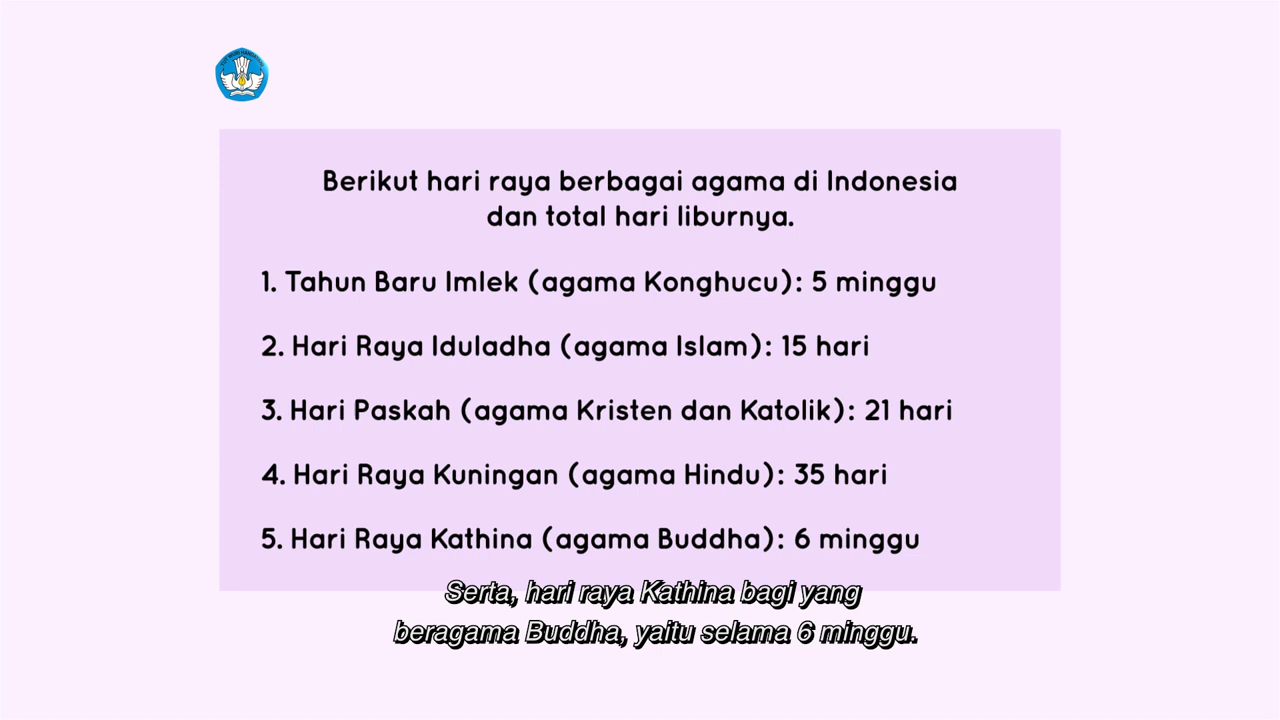 Berikut hari raya berbagai agama di Indonesia
dan total hari liburnya.
1. Tahun Baru Imlek (agama Konghucu): 5 minggu
2. Hari Raya Iduladha (agama Islam): 15 hari
3. Hari Paskah (agama Kristen dan Katolik): 21 hari
4. Hari Raya Kuningan (agama Hindu): 35 hari
5. Hari Raya Kathina (agama Buddha): 6 minggu
Serta, hari raya Kathina bagi yang
beragama Buddha, yaitu selama 6 minggu.